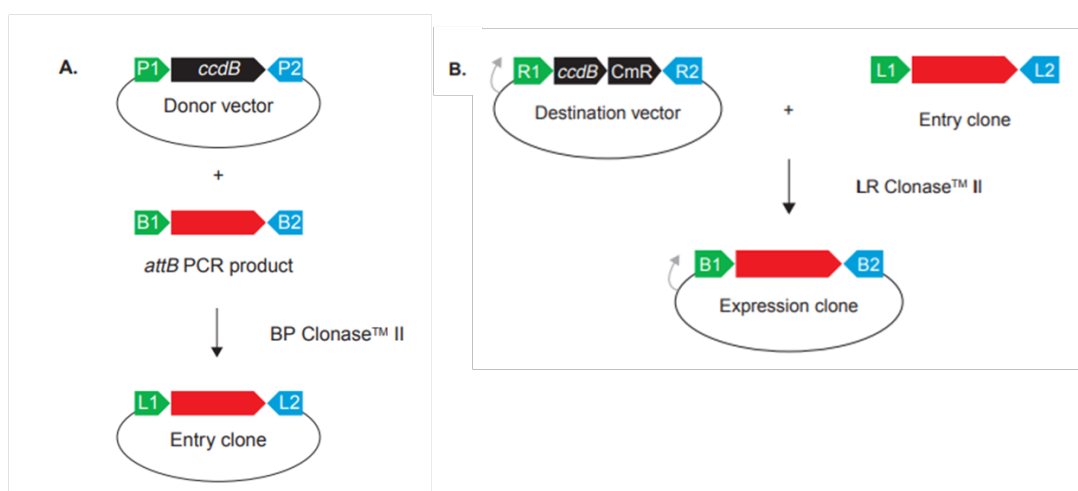 A.
P1 ccdB P2
Donor vector
+
B1 B2
attB PCR product
BP Clonase™ II
L1 L2
Entry clone
B.
R1 ccdB CmR R2
Destination vector
+
L1 L2
Entry clone
LR Clonase™ II
B1 B2
Expression clone